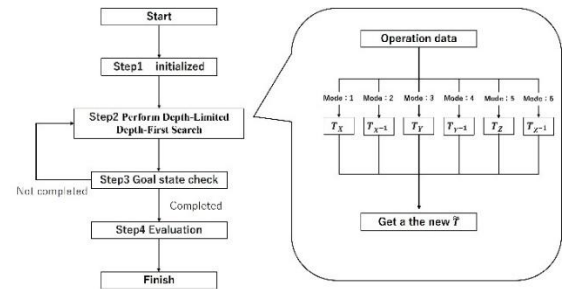 Start
Step1 initialized
Step2 Perform Depth-Limited
Depth-First Search
Step3 Goal state check
Not completed
Completed
Step4 Evaluation
Finish
Operation data
Mode：1 Mode：2 Mode：3 Mode：4 Mode：5 Mode：6
T_X T_{X^{-1}} T_Y T_{Y^{-1}} T_Z T_{Z^{-1}}
Get a the new T̂